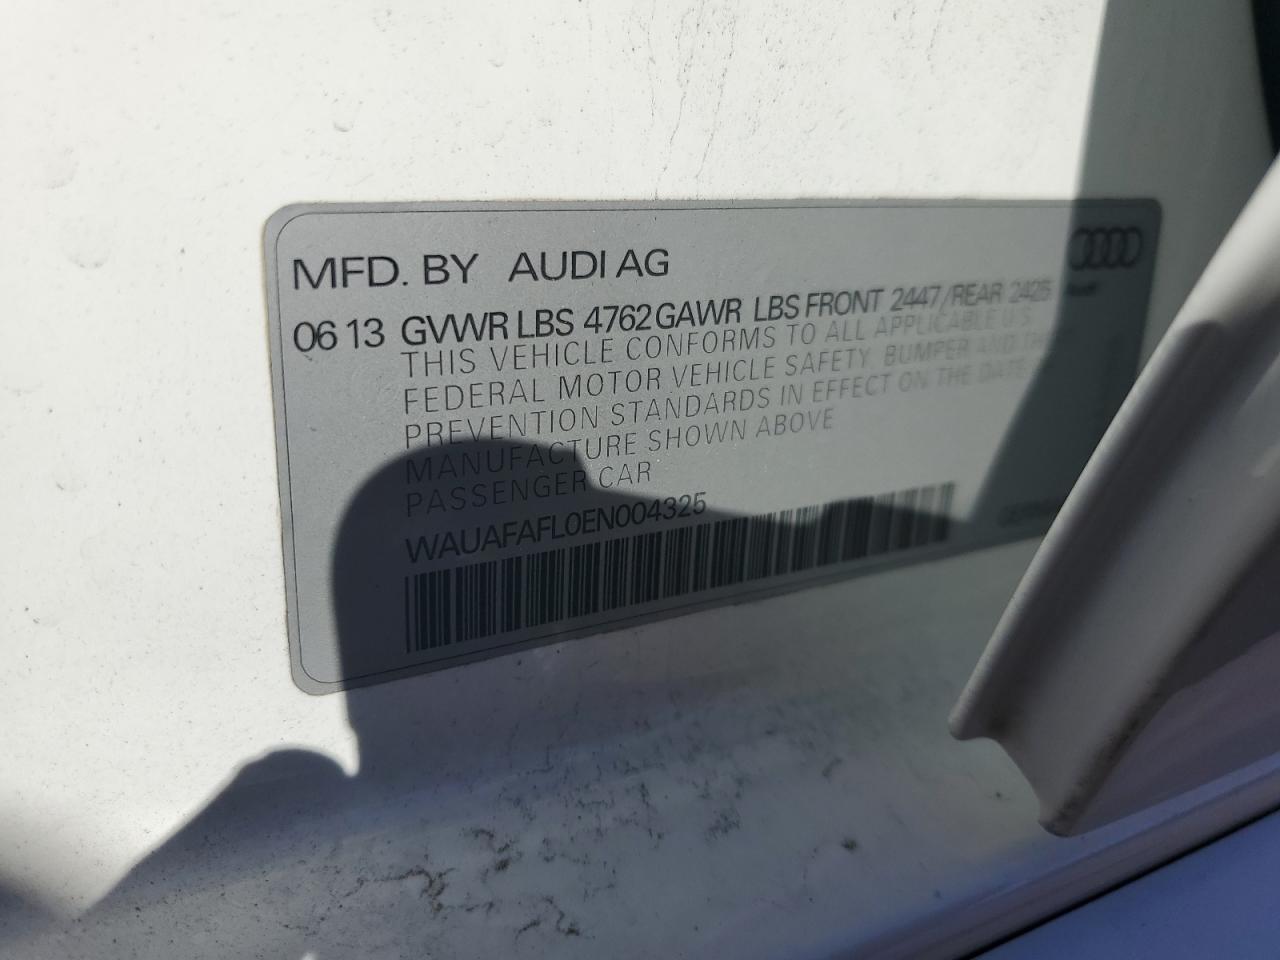 MFD. BY AUDI AG
06 13 GVWR LBS 4762 GAWR LBS FRONT 2447/REAR 2425
THIS VEHICLE CONFORMS TO ALL APPLICABLE U.S.
FEDERAL MOTOR VEHICLE SAFETY, BUMPER AND
PREVENTION STANDARDS IN EFFECT ON THE DATE
MANUFACTURE SHOWN ABOVE
PASSENGER CAR
WAUAFAFL0EN004325